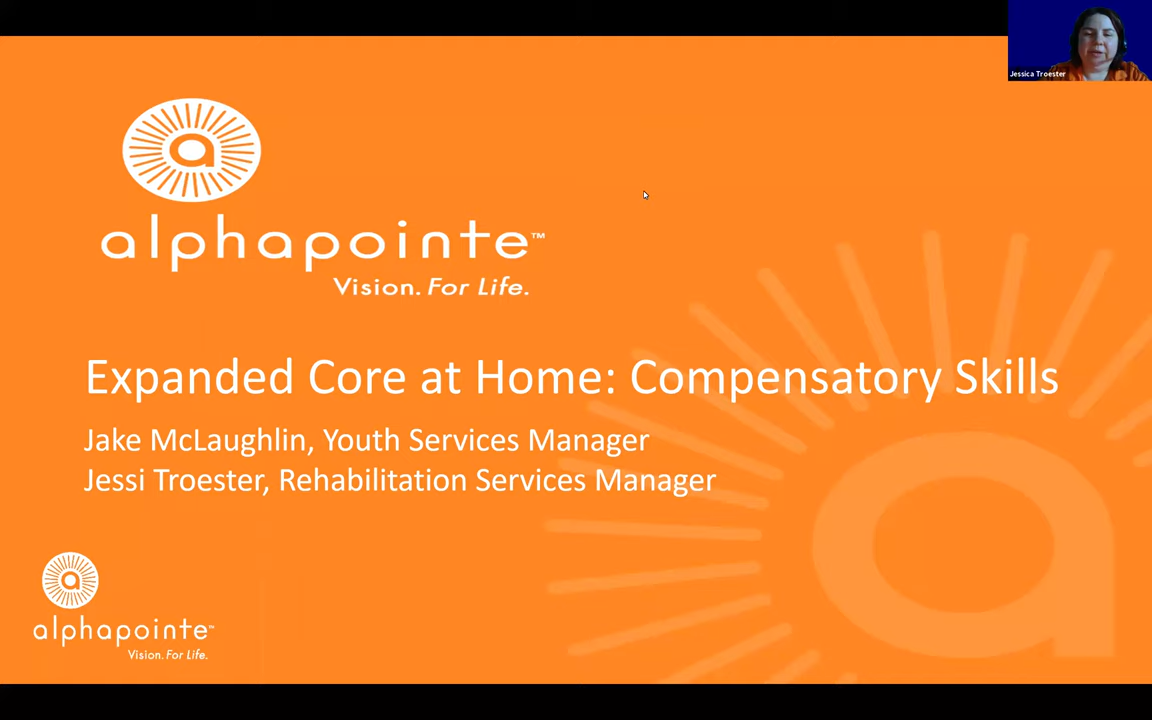 Jessica Troester
alphapointe™
Vision. For Life.
Expanded Core at Home: Compensatory Skills
Jake McLaughlin, Youth Services Manager
Jessi Troester, Rehabilitation Services Manager
alphapointe™
Vision. For Life.